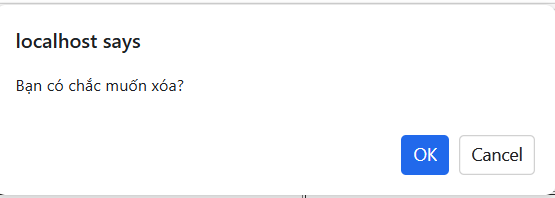 localhost says
Bạn có chắc muốn xóa?
OK
Cancel